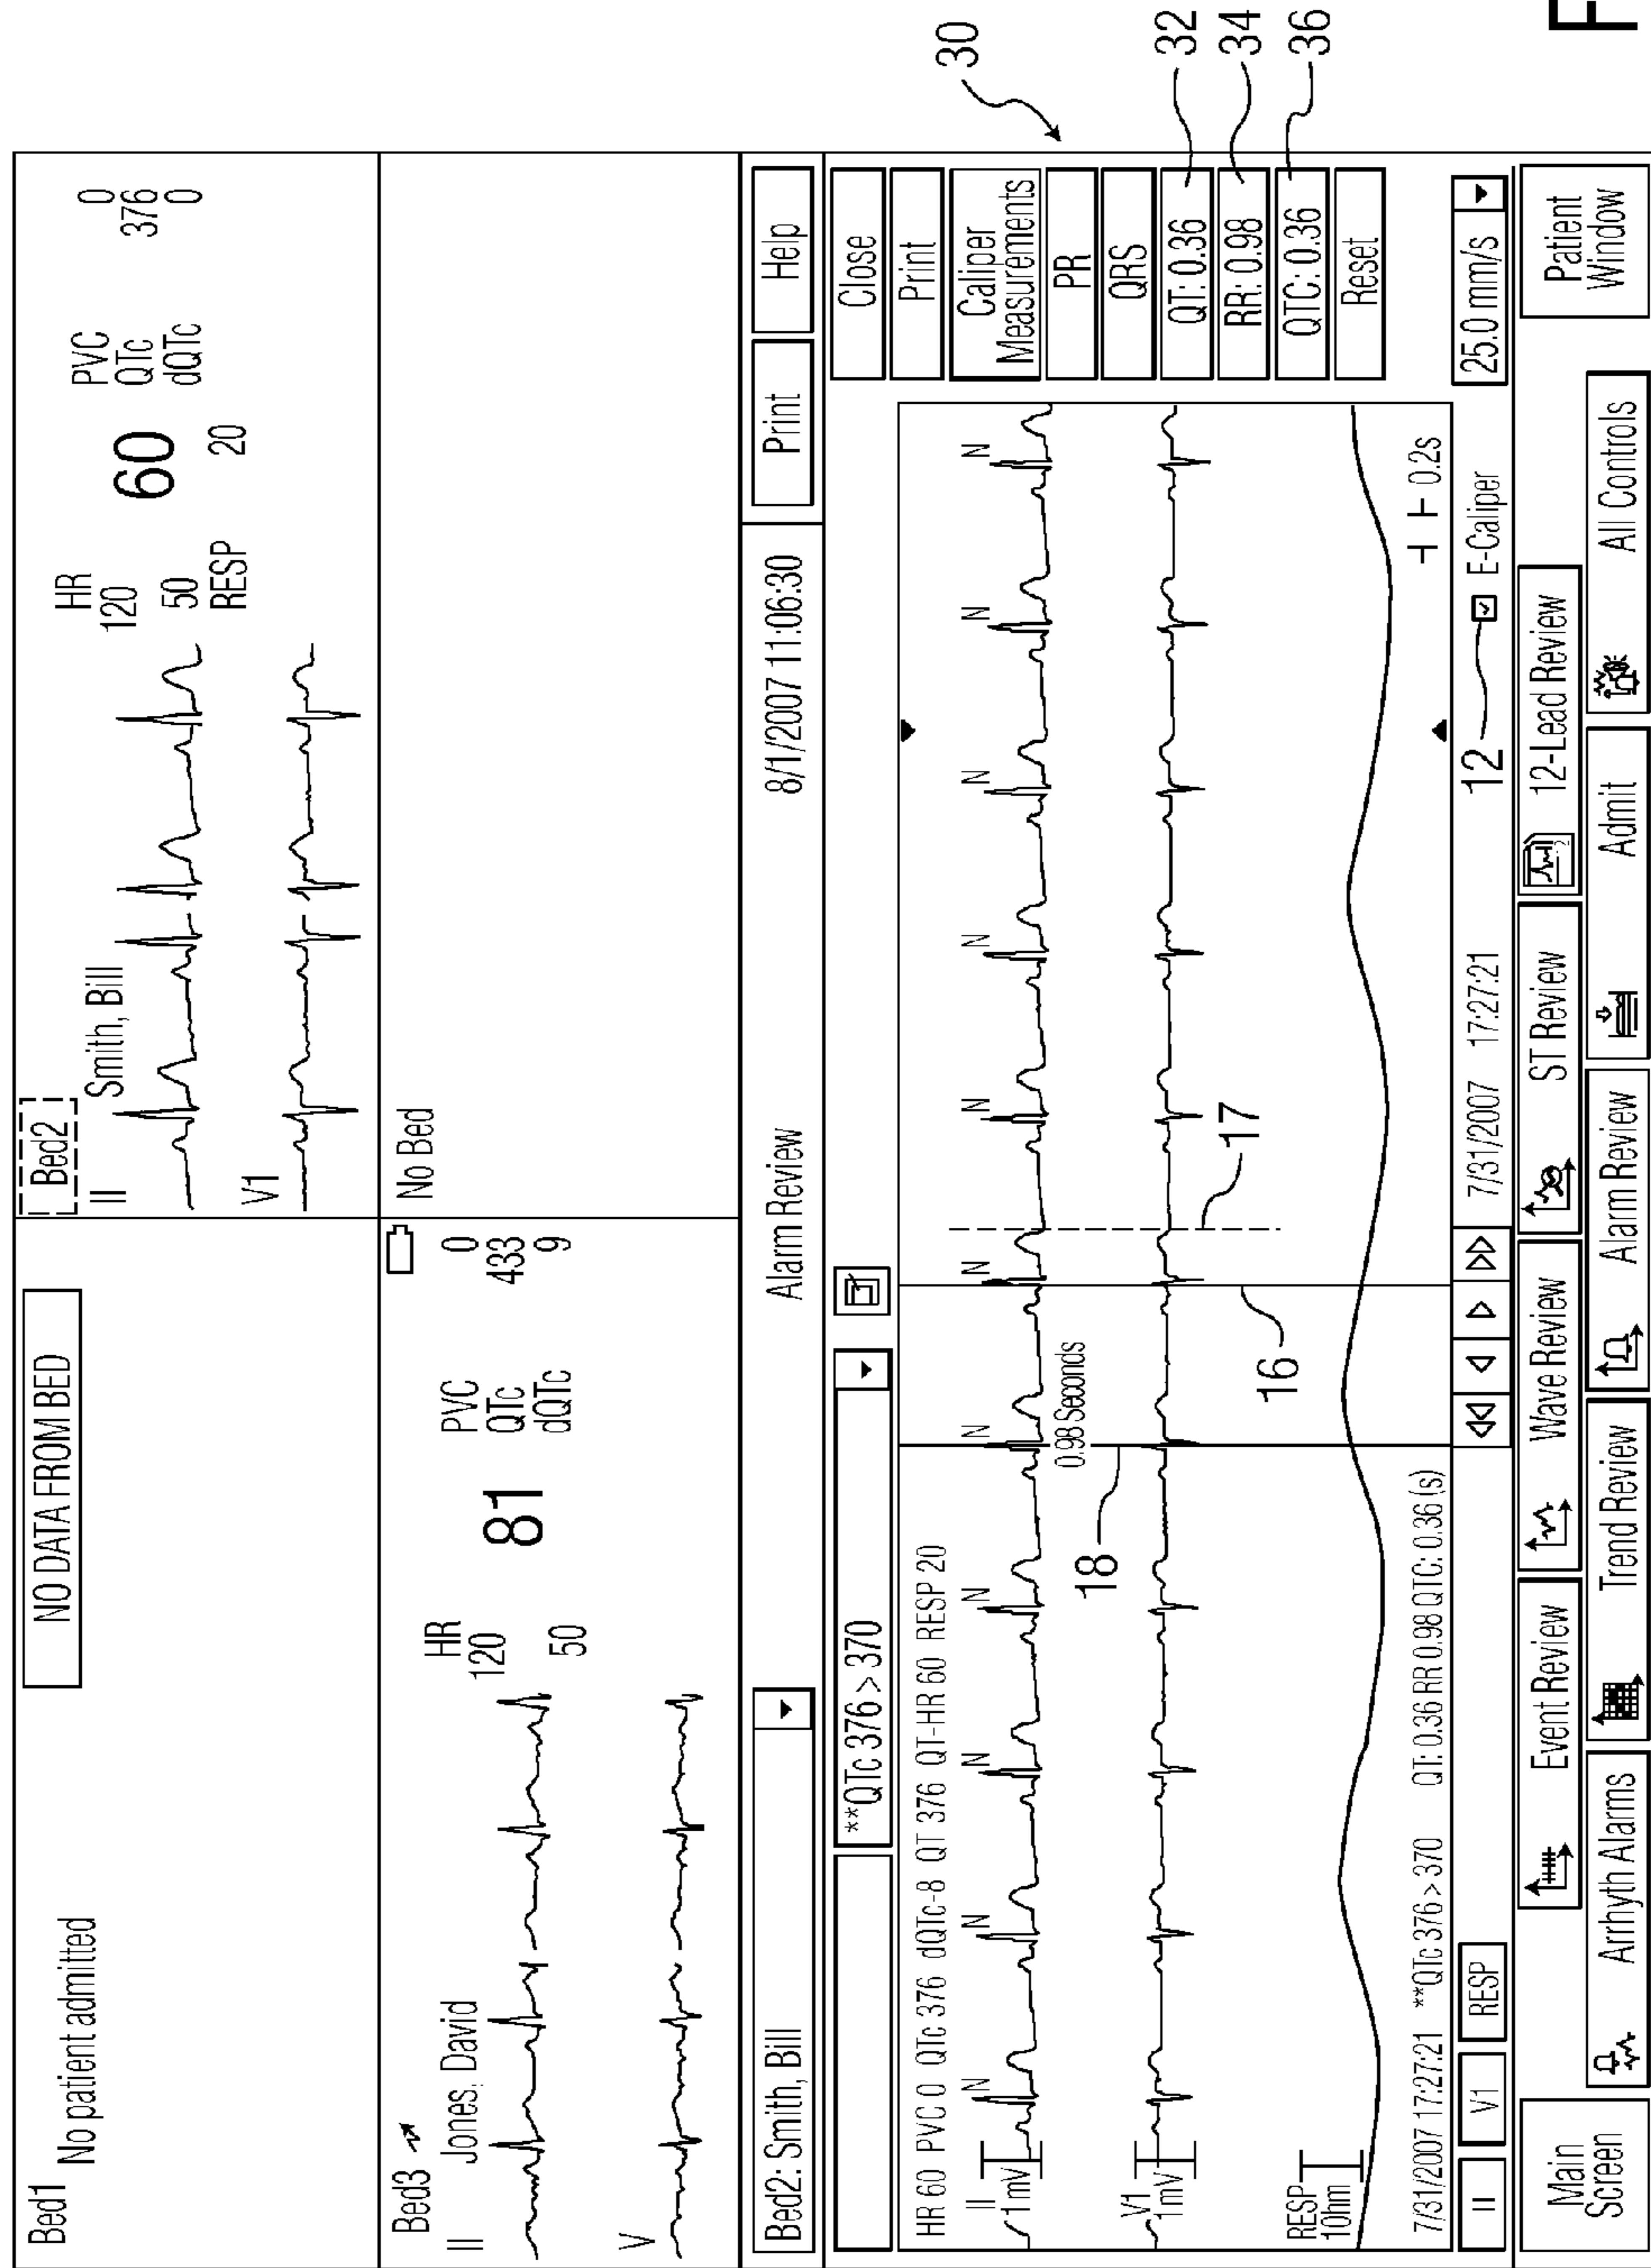 Bed1
No patient admitted
NO DATA FROM BED
Bed2
Smith, Bill
II
V1
HR
120
50
60
RESP
20
PVC 0
QTc 376
dQTc 0
Bed3
Jones, David
II
V
HR
120
50
81
PVC 0
QTc 433
dQTc 9
No Bed
Bed2: Smith, Bill
Alarm Review
8/1/2007 11:06:30
Print
Help
**QTc 376 > 370
HR 60 PVC 0 QTc 376 dQTc-8 QT 376 QT-HR 60 RESP 20
II
1mV
N N N N N N N N N N N
0.98 Seconds
V1
1mV
18
16
17
RESP
10hm
0.2s
7/31/2007 17:27:21 **QTc 376 > 370 QT: 0.36 RR 0.98 QTC: 0.36 (s)
Close
Print
Caliper
Measurements
PR
QRS
QT: 0.36
RR: 0.98
QTC: 0.36
Reset
30
32
34
36
II
V1
RESP
7/31/2007 17:27:21
12
E-Caliper
25.0 mm/s
Main
Screen
Event Review
Wave Review
ST Review
12-Lead Review
Arrhyth Alarms
Trend Review
Alarm Review
Admit
All Controls
Patient
Window
F